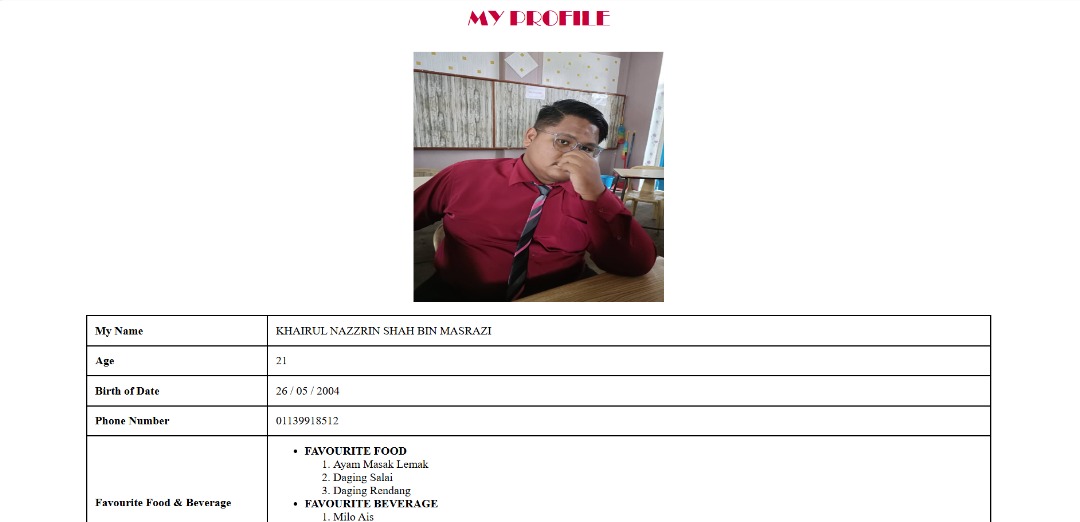 MY PROFILE
My Name KHAIRUL NAZZRIN SHAH BIN MASRAZI
Age 21
Birth of Date 26 / 05 / 2004
Phone Number 01139918512
Favourite Food & Beverage
• FAVOURITE FOOD
1. Ayam Masak Lemak
2. Daging Salai
3. Daging Rendang
• FAVOURITE BEVERAGE
1. Milo Ais